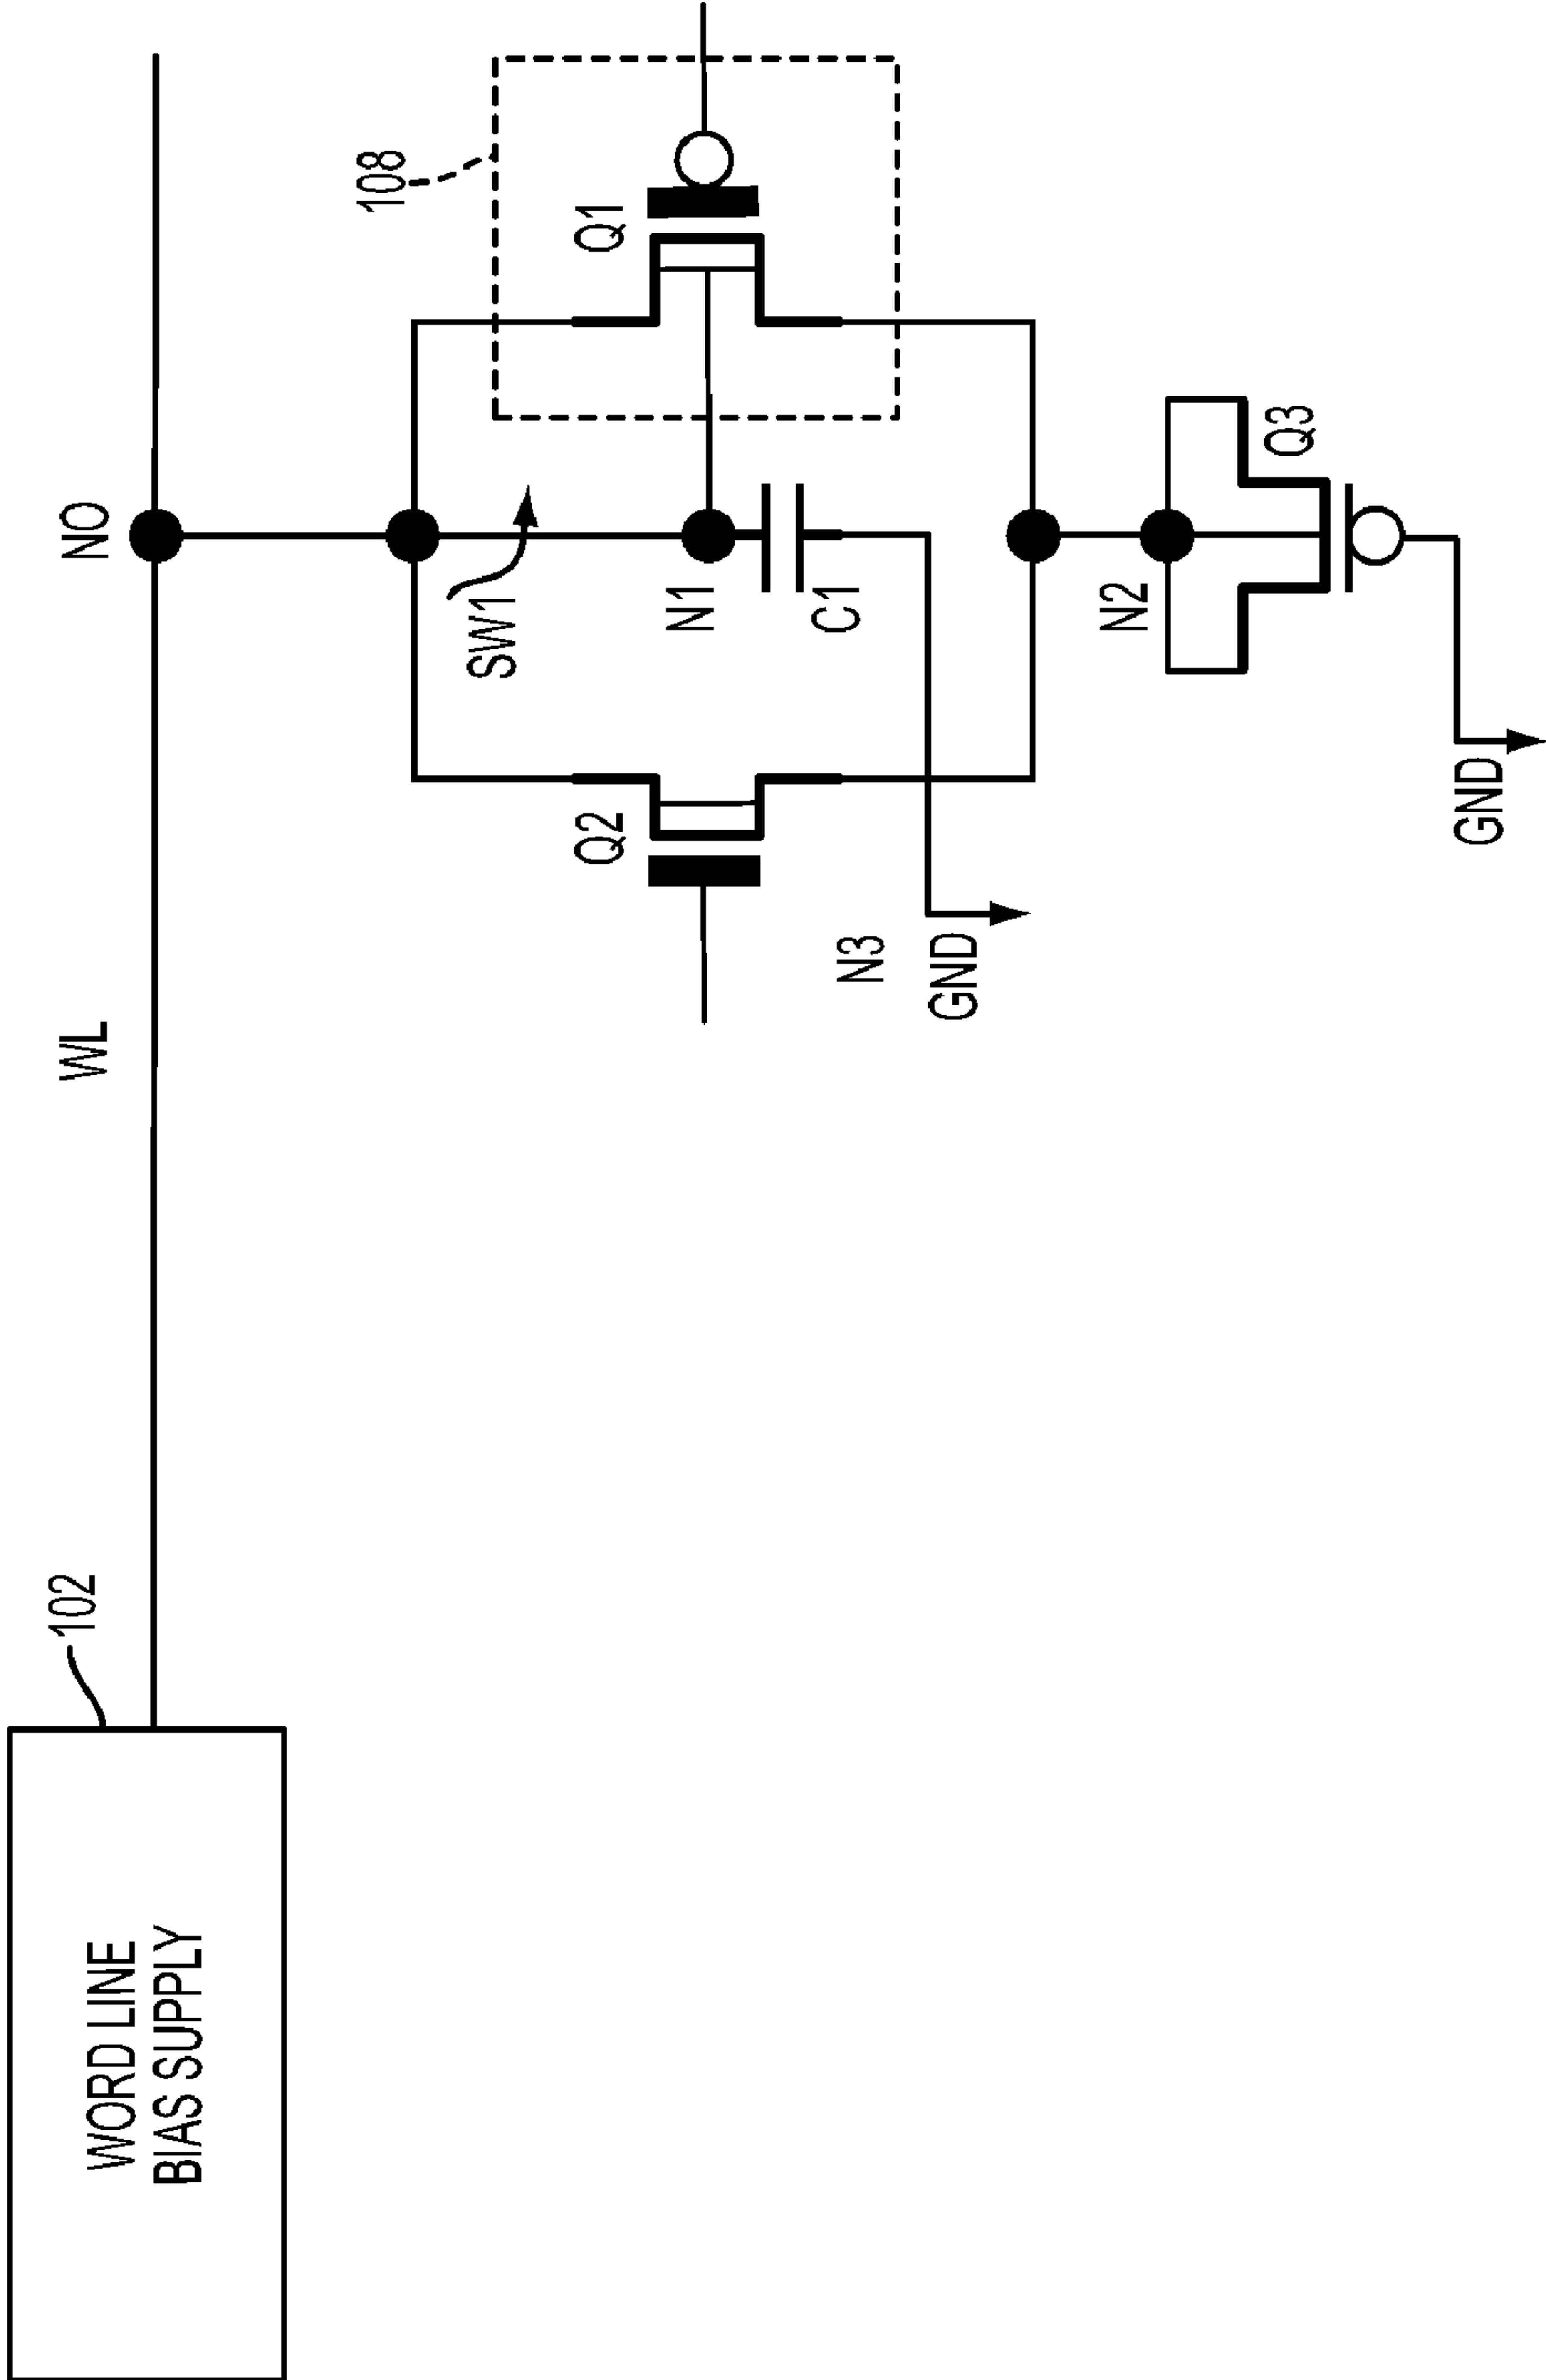 WORD LINE
BIAS SUPPLY
102
WL
NO
108
SW1
Q1
Q2
N1
C1
N3
GND
N2
Q3
GND